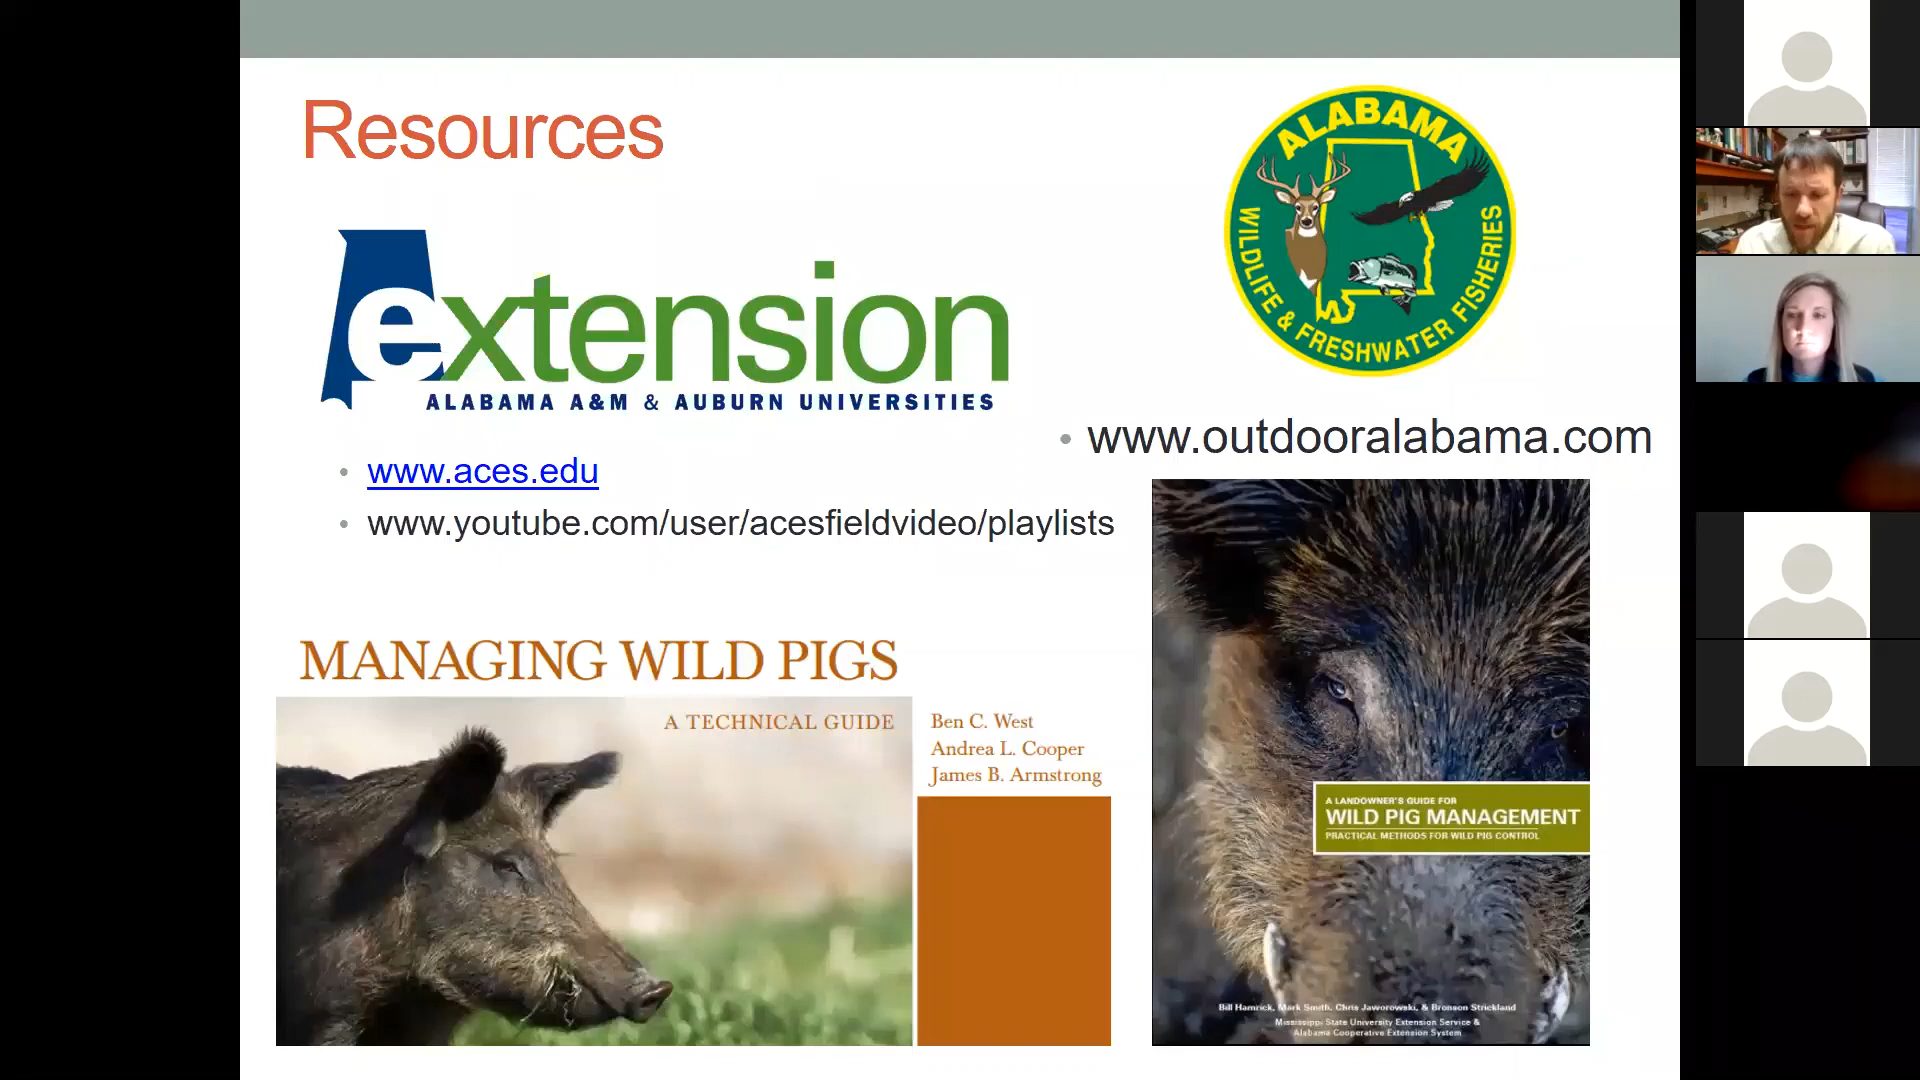 Resources
extension
ALABAMA A&M & AUBURN UNIVERSITIES
• www.aces.edu
• www.youtube.com/user/acesfieldvideo/playlists
ALABAMA
WILDLIFE & FRESHWATER FISHERIES
• www.outdooralabama.com
MANAGING WILD PIGS
A TECHNICAL GUIDE
Ben C. West
Andrea L. Cooper
James B. Armstrong
A LANDOWNER'S GUIDE FOR
WILD PIG MANAGEMENT
PRACTICAL METHODS FOR WILD PIG CONTROL
Bill Hamrick, Mark Smith, Chris Jaworowski, & Bronson Strickland
Mississippi State University Extension Service &
Alabama Cooperative Extension System